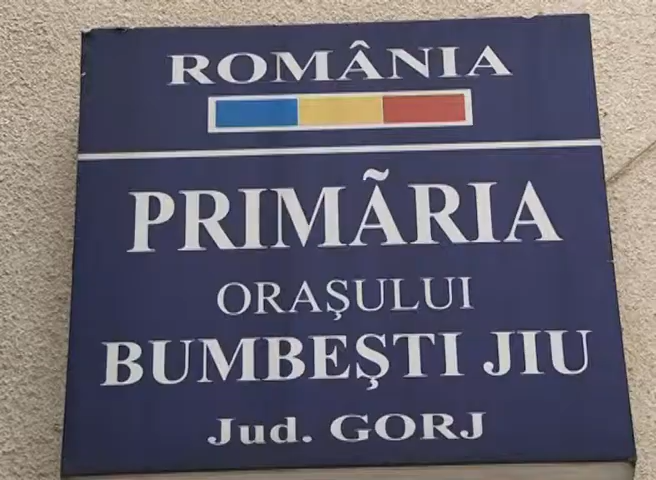 ROMÂNIA
PRIMÃRIA
ORAŞULUI
BUMBEŞTI JIU
Jud. GORJ